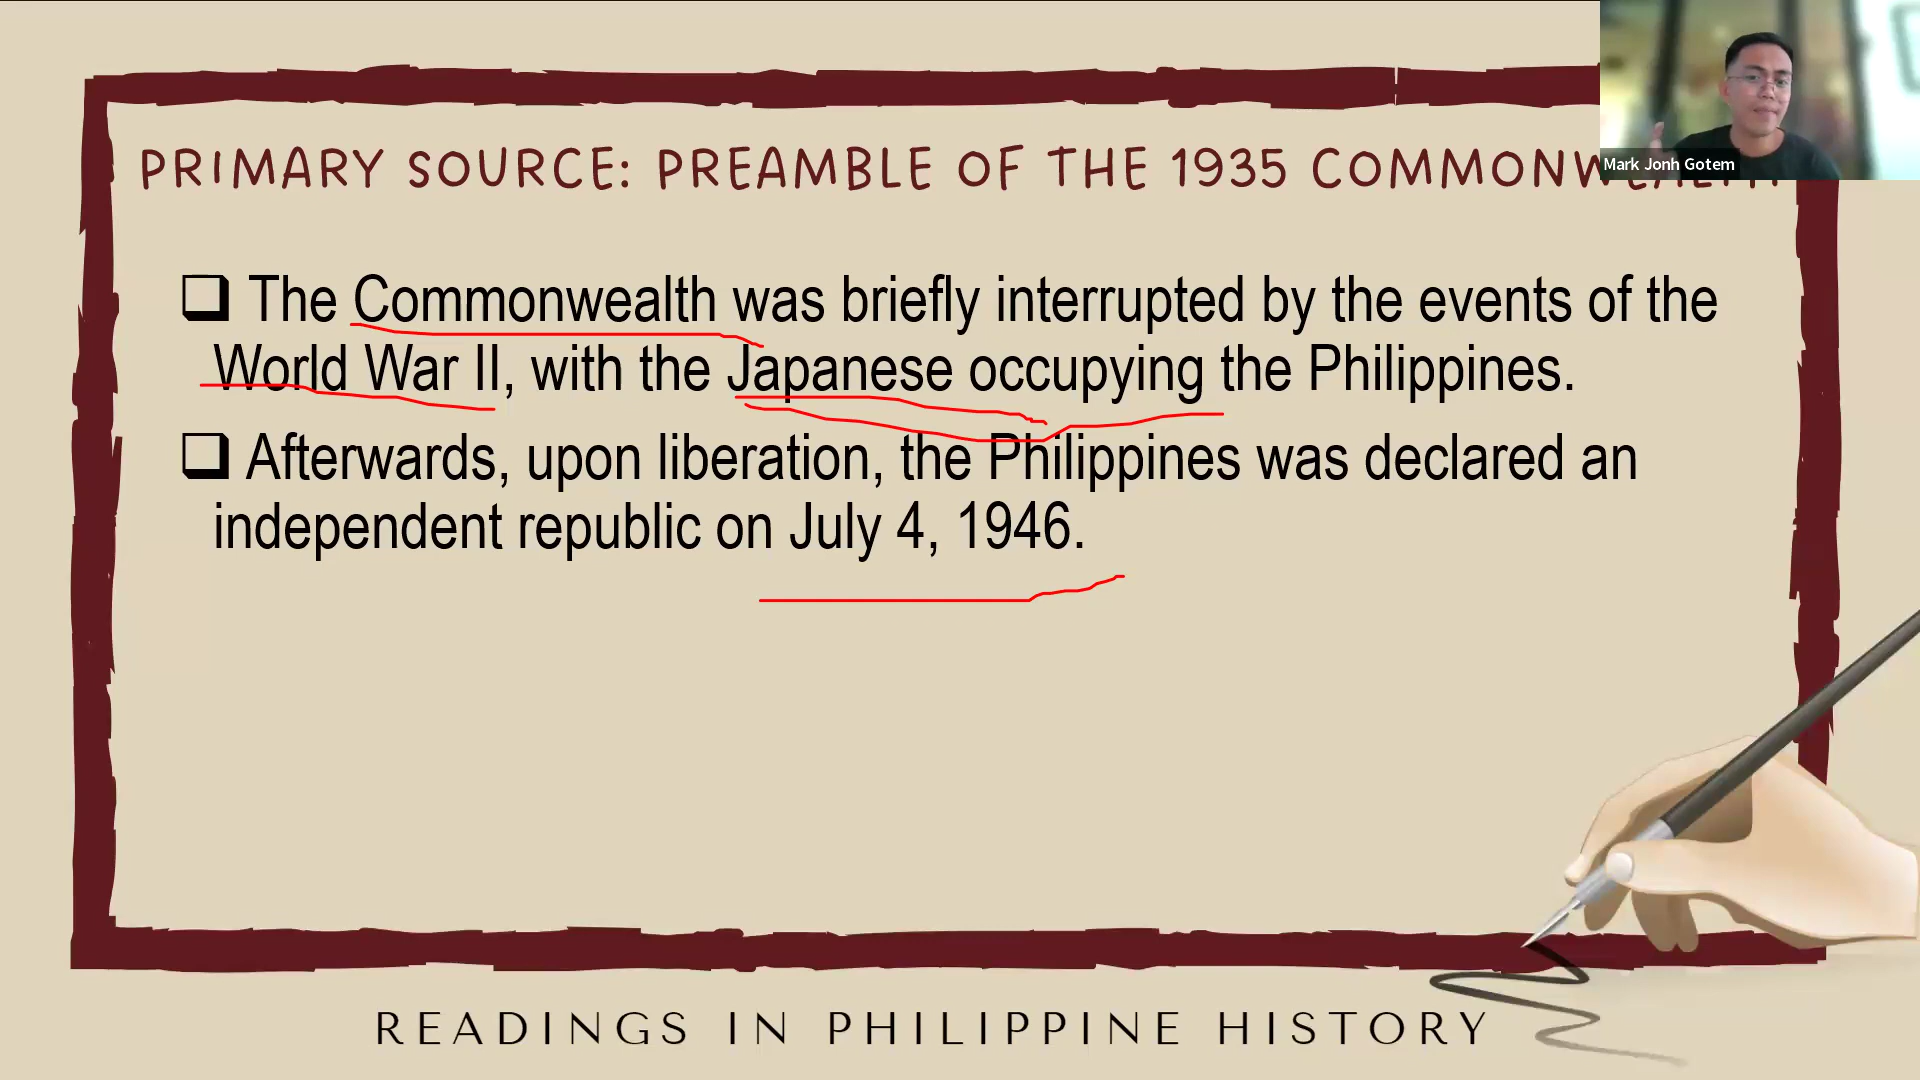 PRIMARY SOURCE: PREAMBLE OF THE 1935 COMMONWEALTH
Mark Jonh Gotem
❑ The Commonwealth was briefly interrupted by the events of the
World War II, with the Japanese occupying the Philippines.
❑ Afterwards, upon liberation, the Philippines was declared an
independent republic on July 4, 1946.
READINGS IN PHILIPPINE HISTORY